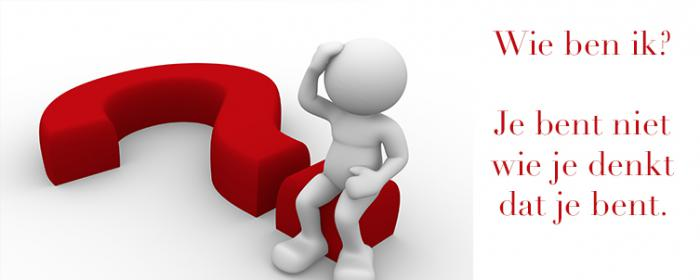 Wie ben ik?
Je bent niet
wie je denkt
dat je bent.